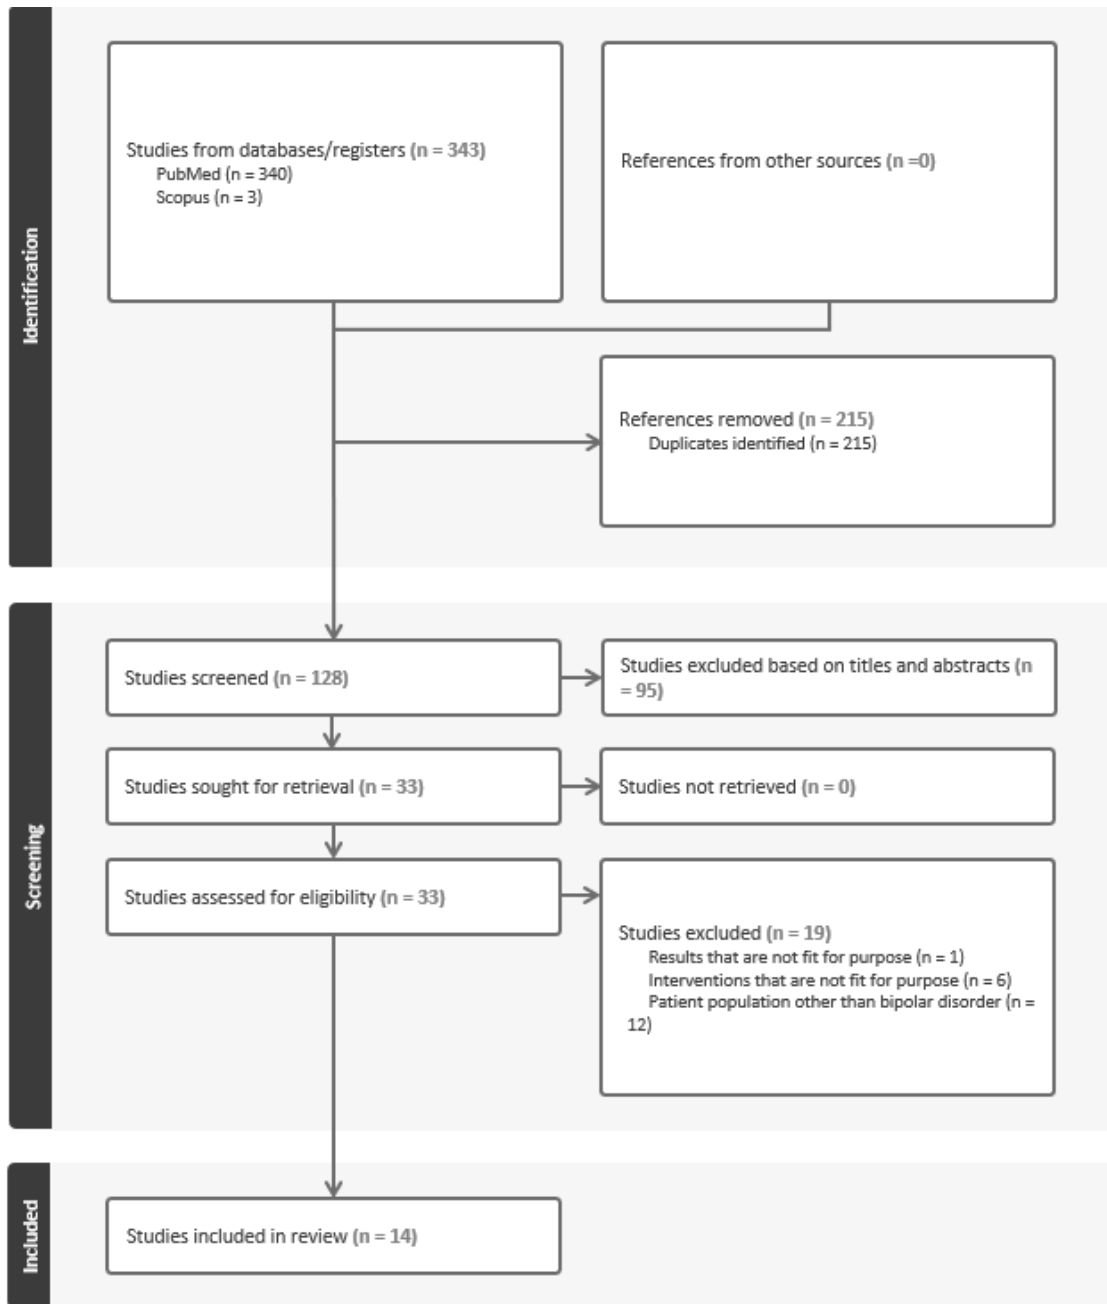 Identification
Studies from databases/registers (n = 343)
PubMed (n = 340)
Scopus (n = 3)
References from other sources (n =0)
References removed (n = 215)
Duplicates identified (n = 215)
Screening
Studies screened (n = 128)
Studies excluded based on titles and abstracts (n
= 95)
Studies sought for retrieval (n = 33)
Studies not retrieved (n = 0)
Studies assessed for eligibility (n = 33)
Studies excluded (n = 19)
Results that are not fit for purpose (n = 1)
Interventions that are not fit for purpose (n = 6)
Patient population other than bipolar disorder (n =
12)
Included
Studies included in review (n = 14)